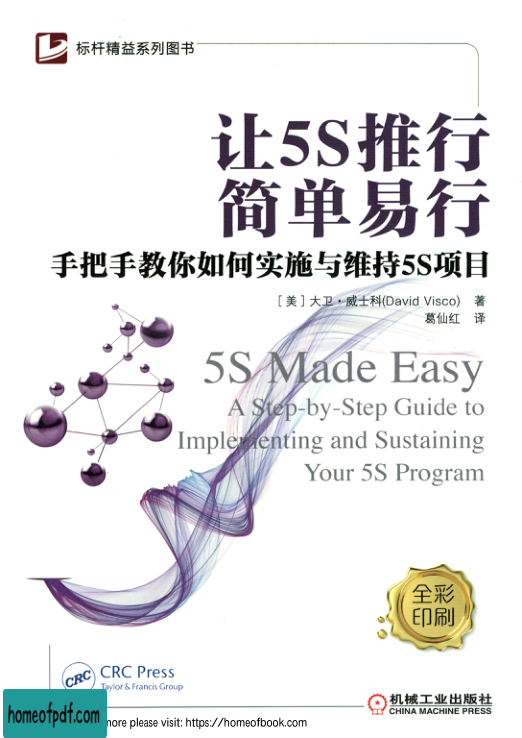 标杆精益系列图书
让5S推行
简单易行
手把手教你如何实施与维持5S项目
[美]大卫·威士科(David Visco) 著
葛仙红 译
5S Made Easy
A Step-by-Step Guide to
Implementing and Sustaining
Your 5S Program
全彩
印刷
CRC
CRC Press
Taylor & Francis Group
机械工业出版社
CHINA MACHINE PRESS
homeofpdf.com
more please visit: https://homeofbook.com